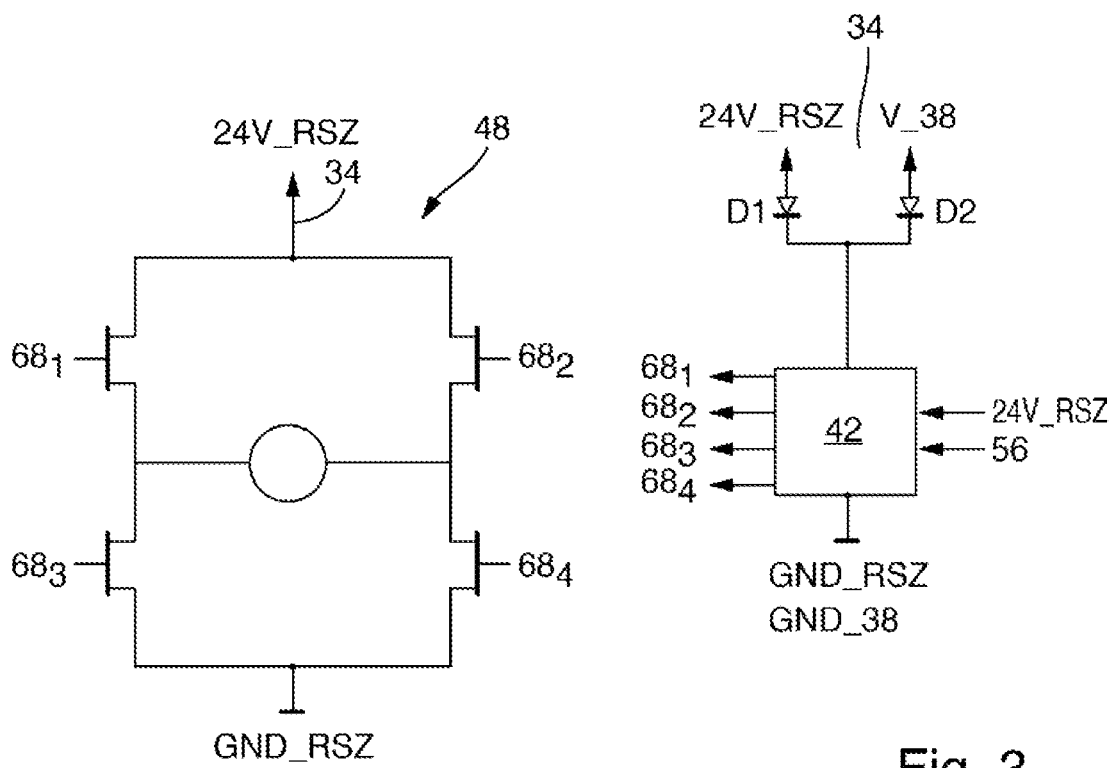 24V_RSZ
34
48
68₁
68₂
68₃
68₄
GND_RSZ
34
24V_RSZ V_38
D1 D2
68₁
68₂
68₃
68₄
42
24V_RSZ
56
GND_RSZ
GND_38